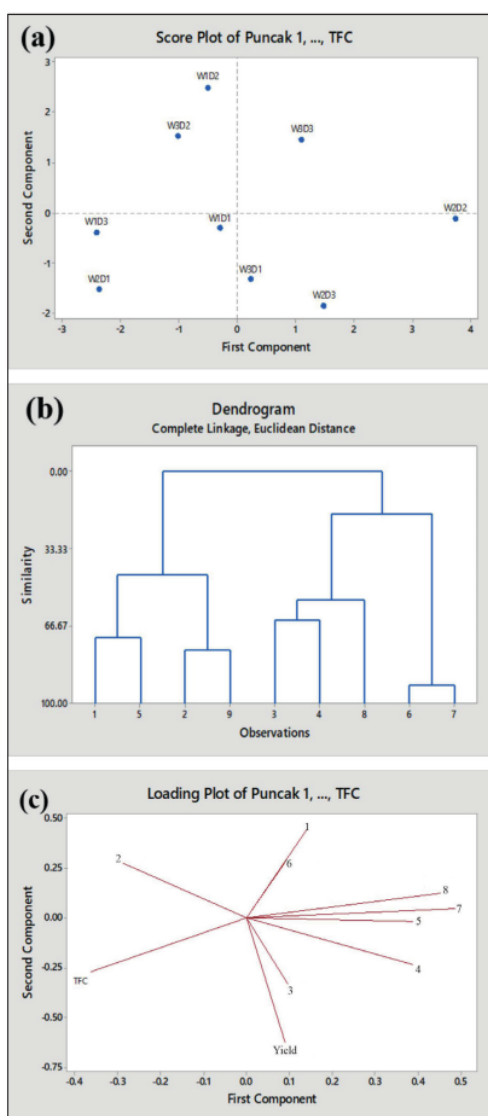 (a)
Score Plot of Puncak 1, ..., TFC
3
2
1
0
-1
-2
Second Component
W1D2
W3D2
W3D3
W2D2
W1D3
W1D1
W2D1
W3D1
W2D3
-3 -2 -1 0 1 2 3 4
First Component
(b)
Dendrogram
Complete Linkage, Euclidean Distance
0.00
33.33
66.67
100.00
Similarity
1 5 2 9 3 4 8 6 7
Observations
(c)
Loading Plot of Puncak 1, ..., TFC
0.50
0.25
0.00
-0.25
-0.50
-0.75
Second Component
1
2
6
8
7
5
4
TFC
3
Yield
-0.4 -0.3 -0.2 -0.1 0.0 0.1 0.2 0.3 0.4 0.5
First Component